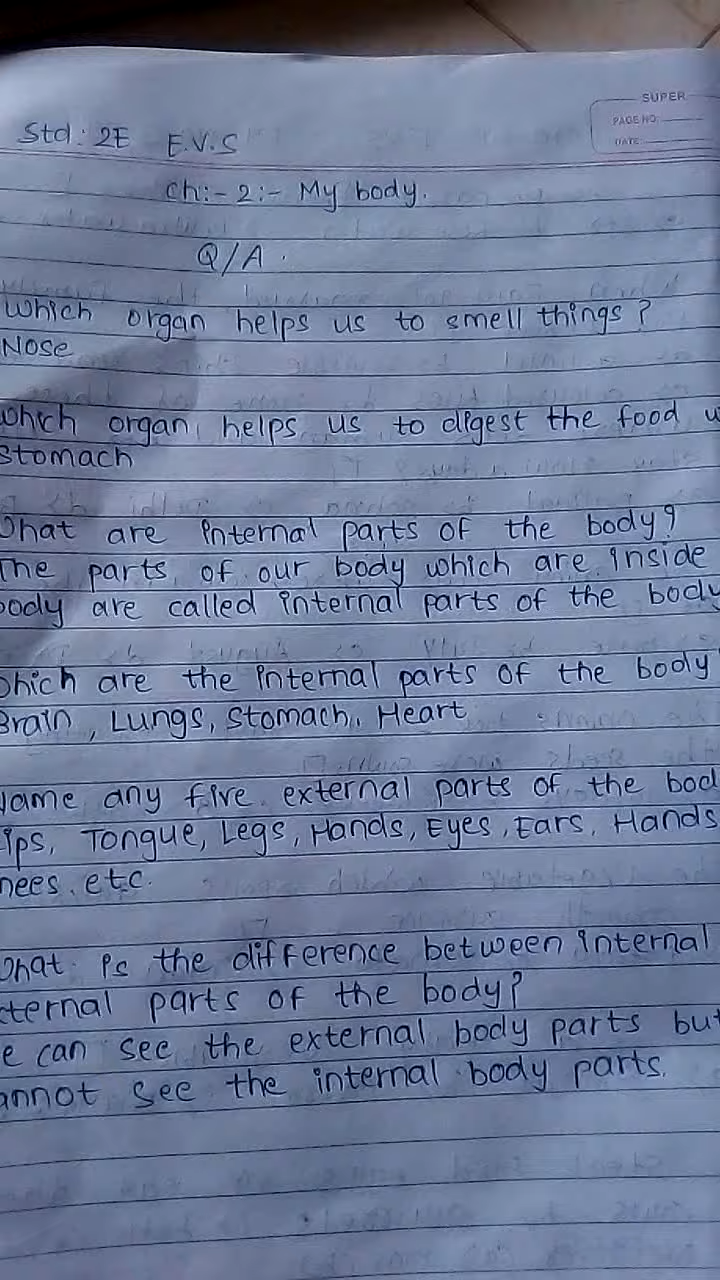 SUPER
PAGE NO:
DATE:
Std: 2E E.V.S
Ch:- 2:- My body.
Q/A.
Which organ helps us to smell things?
Nose
Which organ helps us to digest the food
Stomach
What are internal parts of the body?
The parts of our body which are inside
body are called internal parts of the body
Which are the internal parts of the body
Brain, Lungs, Stomach, Heart
Name any five external parts of the bod
Lips, Tongue, Legs, Hands, Eyes, Ears, Hands
nees, etc.
What is the difference between internal
xternal parts of the body?
e can see the external body parts but
annot see the internal body parts.